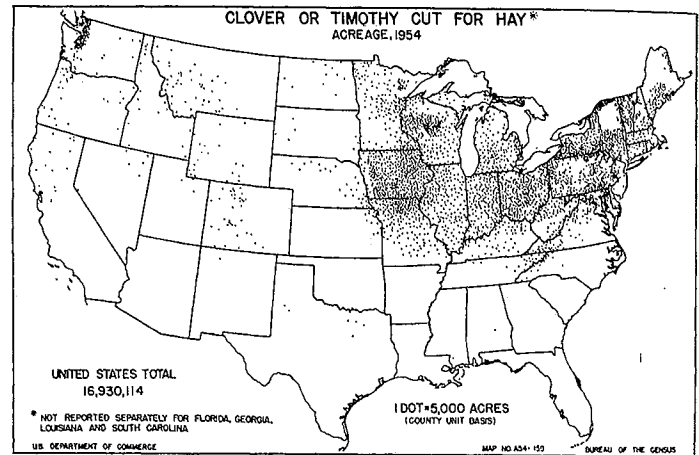 CLOVER OR TIMOTHY CUT FOR HAY*
ACREAGE, 1954
UNITED STATES TOTAL
16,930,114
1 DOT=5,000 ACRES
(COUNTY UNIT BASIS)
* NOT REPORTED SEPARATELY FOR FLORIDA, GEORGIA,
LOUISIANA AND SOUTH CAROLINA
U.S. DEPARTMENT OF COMMERCE
MAP NO. A54-159
BUREAU OF THE CENSUS